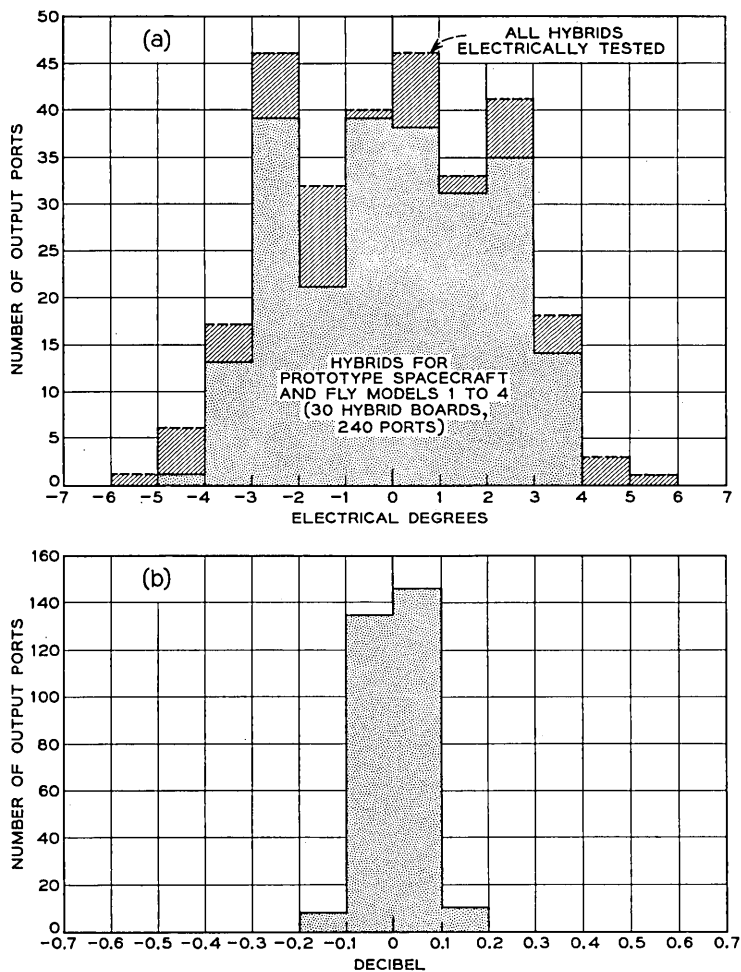 (a)
ALL HYBRIDS
ELECTRICALLY TESTED
50
45
40
35
30
25
20
15
10
5
0
NUMBER OF OUTPUT PORTS
HYBRIDS FOR
PROTOTYPE SPACECRAFT
AND FLY MODELS 1 TO 4
(30 HYBRID BOARDS,
240 PORTS)
-7 -6 -5 -4 -3 -2 -1 0 1 2 3 4 5 6 7
ELECTRICAL DEGREES
(b)
160
140
120
100
80
60
40
20
0
NUMBER OF OUTPUT PORTS
-0.7 -0.6 -0.5 -0.4 -0.3 -0.2 -0.1 0 0.1 0.2 0.3 0.4 0.5 0.6 0.7
DECIBEL